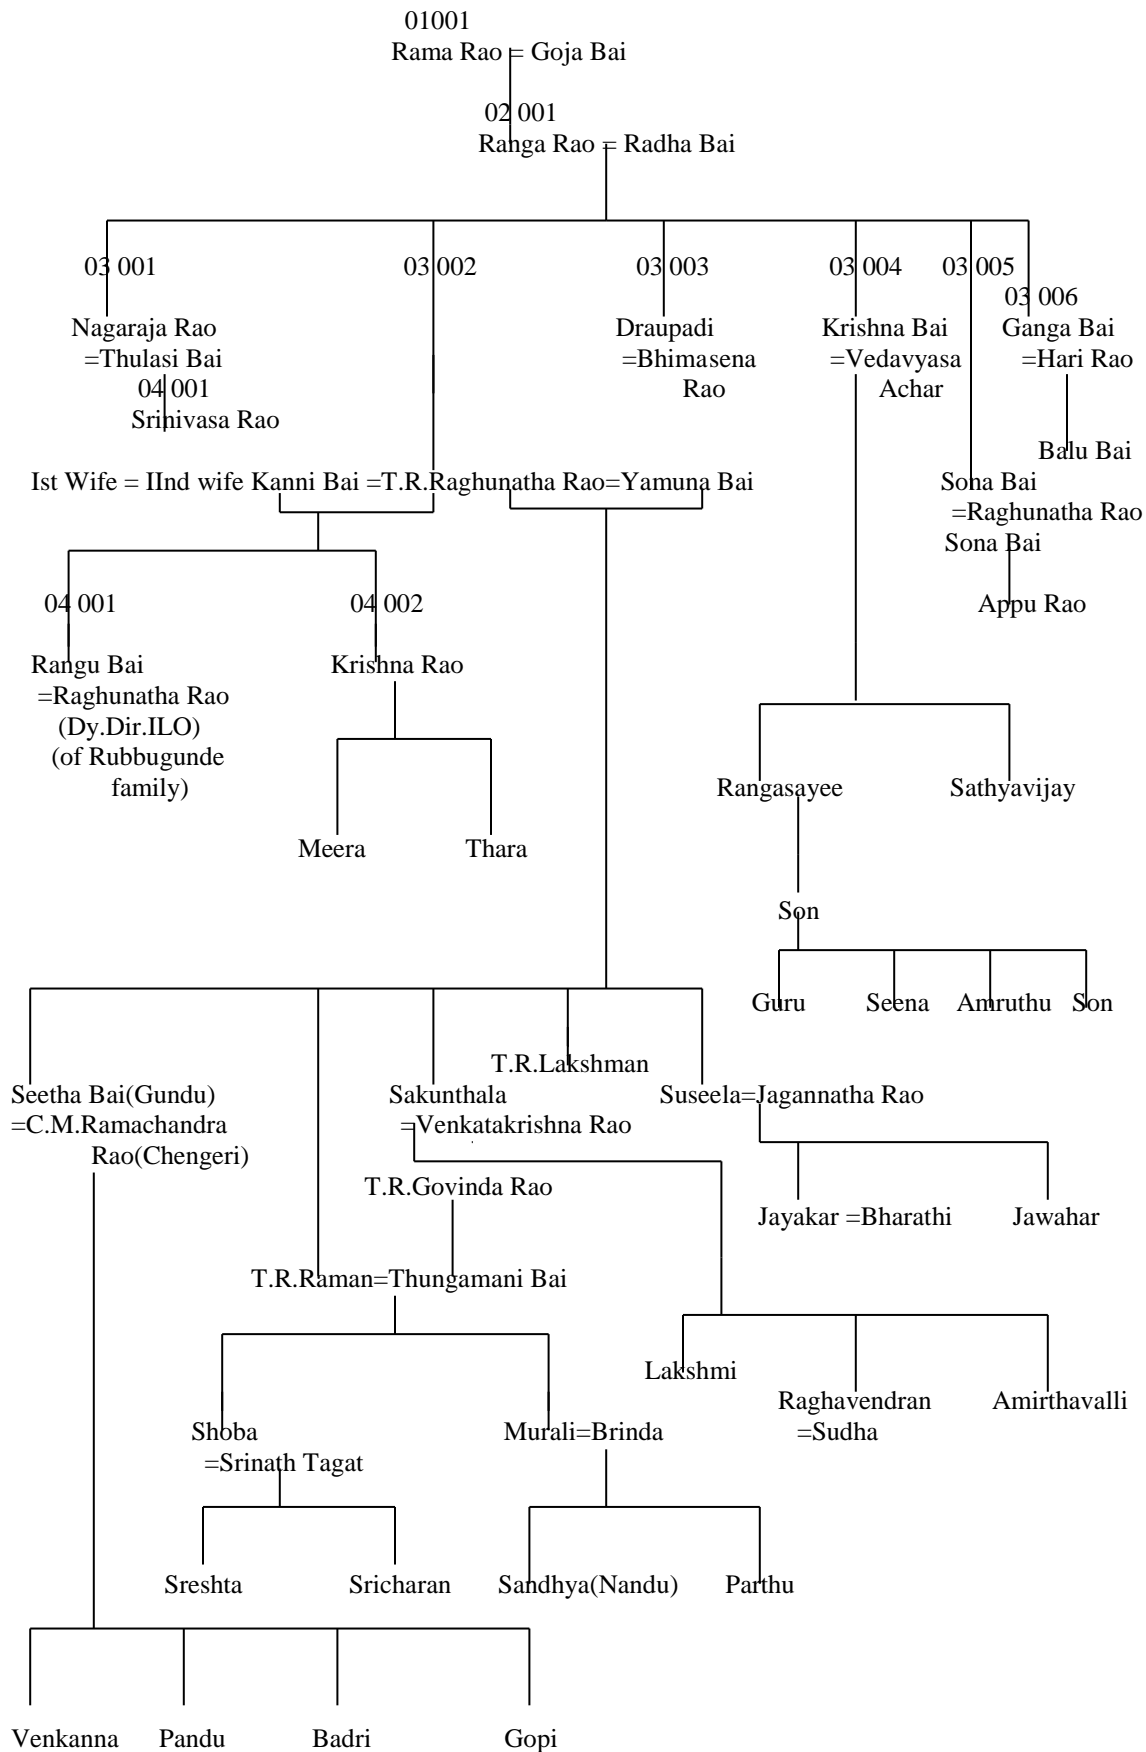 01001
Rama Rao = Goja Bai
02 001
Ranga Rao = Radha Bai
03 001 03 002 03 003 03 004 03 005
03 006
Nagaraja Rao Draupadi Krishna Bai Ganga Bai
=Thulasi Bai =Bhimasena =Vedavyasa =Hari Rao
04 001 Rao Achar
Srinivasa Rao
Balu Bai
Ist Wife = IInd wife Kanni Bai =T.R.Raghunatha Rao=Yamuna Bai Sona Bai
=Raghunatha Rao
Sona Bai
04 001 04 002 Appu Rao
Rangu Bai Krishna Rao
=Raghunatha Rao
(Dy.Dir.ILO)
(of Rubbugunde
family)
Rangasayee Sathyavijay
Meera Thara
Son
Guru Seena Amruthu Son
T.R.Lakshman
Seetha Bai(Gundu) Sakunthala Suseela=Jagannatha Rao
=C.M.Ramachandra =Venkatakrishna Rao
Rao(Chengeri)
T.R.Govinda Rao
Jayakar =Bharathi Jawahar
T.R.Raman=Thungamani Bai
Lakshmi
Raghavendran Amirthavalli
Shoba Murali=Brinda =Sudha
=Srinath Tagat
Sreshta Sricharan Sandhya(Nandu) Parthu
Venkanna Pandu Badri Gopi